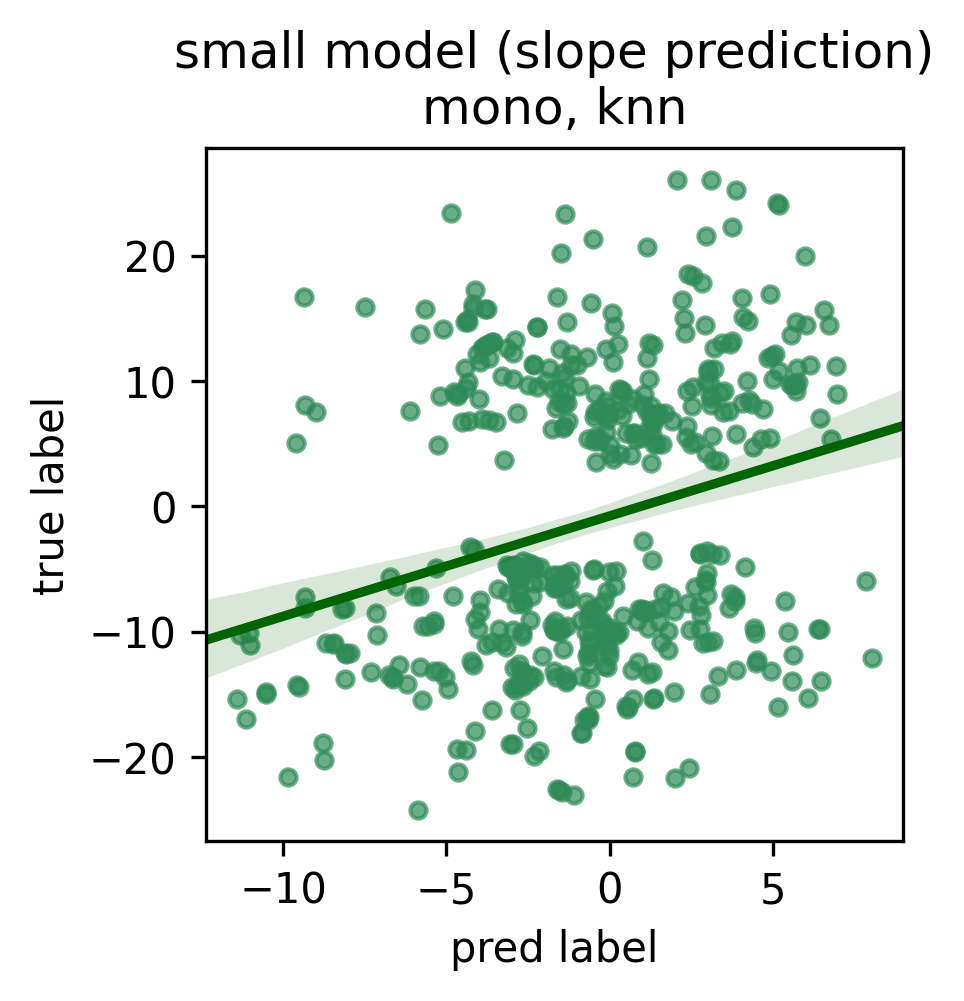 small model (slope prediction)
mono, knn
20
10
0
−10
−20
true label
−10
−5
0
5
pred label